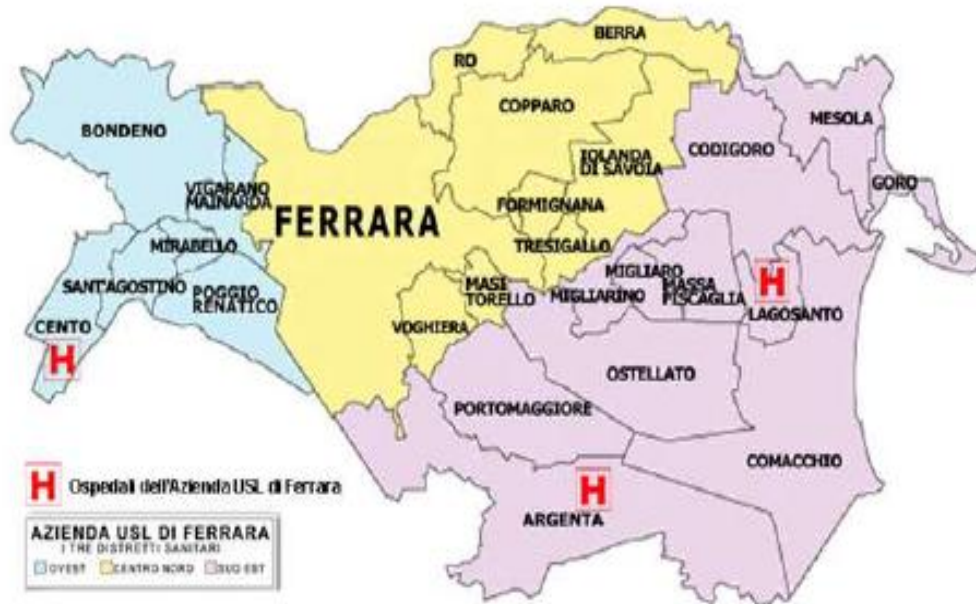 BERRA
RO
COPPARO
MESOLA
BONDENO
CODIGORO
IOLANDA
DI SAVOIA
GORO
VIGARANO
MAINARDA
FORMIGNANA
FERRARA
MIRABELLO
TRESIGALLO
MIGLIARO
MASSA
FISCAGLIA
SANT'AGOSTINO
POGGIO
RENATICO
MASI
TORELLO
MIGLIARINO
H
LAGOSANTO
CENTO
VOGHIERA
H
OSTELLATO
PORTOMAGGIORE
COMACCHIO
H Ospedali dell'Azienda USL di Ferrara
H
ARGENTA
AZIENDA USL DI FERRARA
I TRE DISTRETTI SANITARI
OVEST CENTRO NORD SUD EST